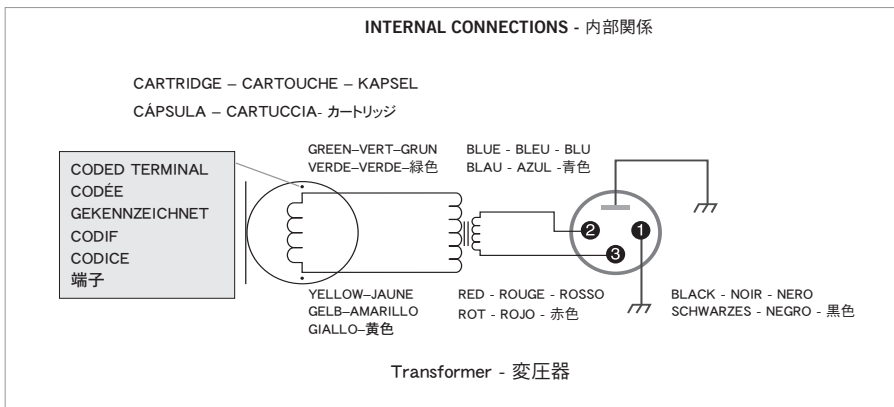 INTERNAL CONNECTIONS - 内部関係
CARTRIDGE – CARTOUCHE – KAPSEL
CÁPSULA – CARTUCCIA- カートリッジ
GREEN–VERT–GRUN
VERDE–VERDE–緑色
BLUE - BLEU - BLU
BLAU - AZUL -青色
CODED TERMINAL
CODÉE
GEKENNZEICHNET
CODIF
CODICE
端子
2
1
3
YELLOW–JAUNE
GELB–AMARILLO
GIALLO–黄色
RED - ROUGE - ROSSO
ROT - ROJO - 赤色
BLACK - NOIR - NERO
SCHWARZES - NEGRO - 黒色
Transformer - 変圧器